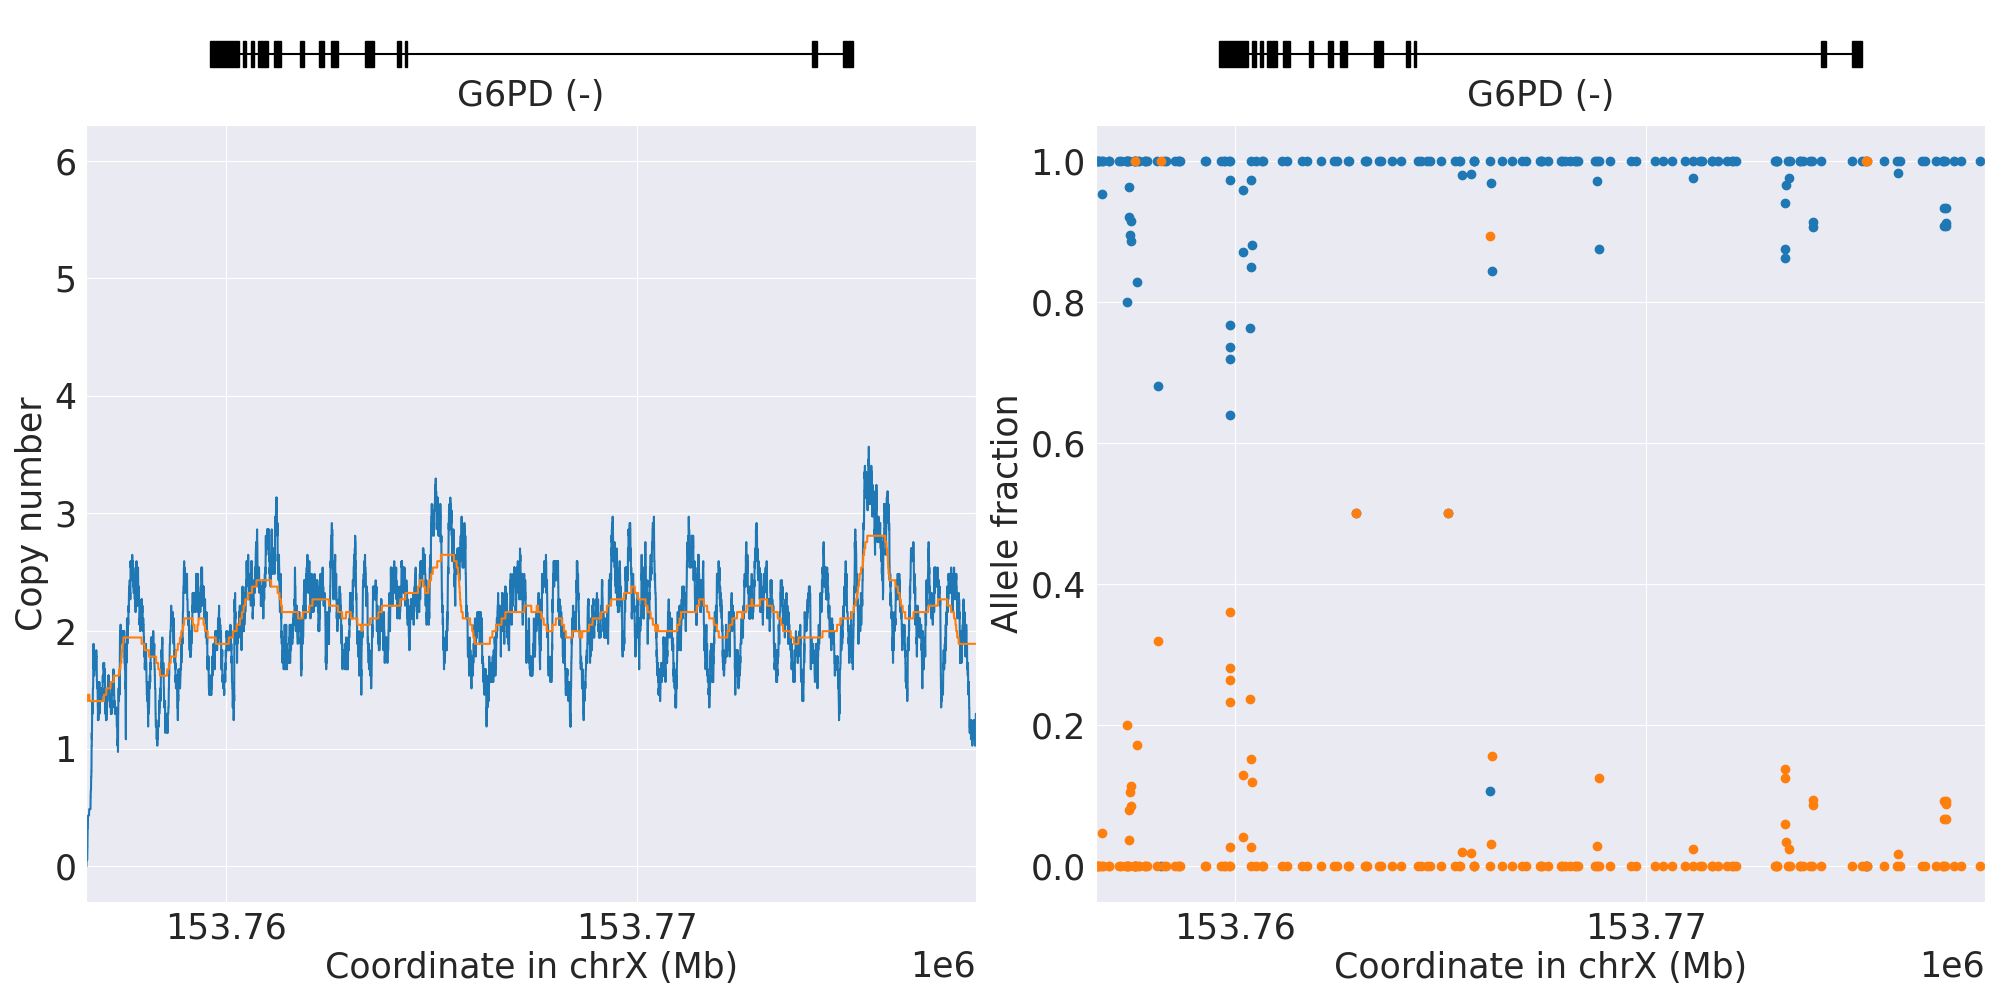 G6PD (-)
G6PD (-)
Copy number
6
5
4
3
2
1
0
153.76
153.77
Coordinate in chrX (Mb)
1e6
Allele fraction
1.0
0.8
0.6
0.4
0.2
0.0
153.76
153.77
Coordinate in chrX (Mb)
1e6